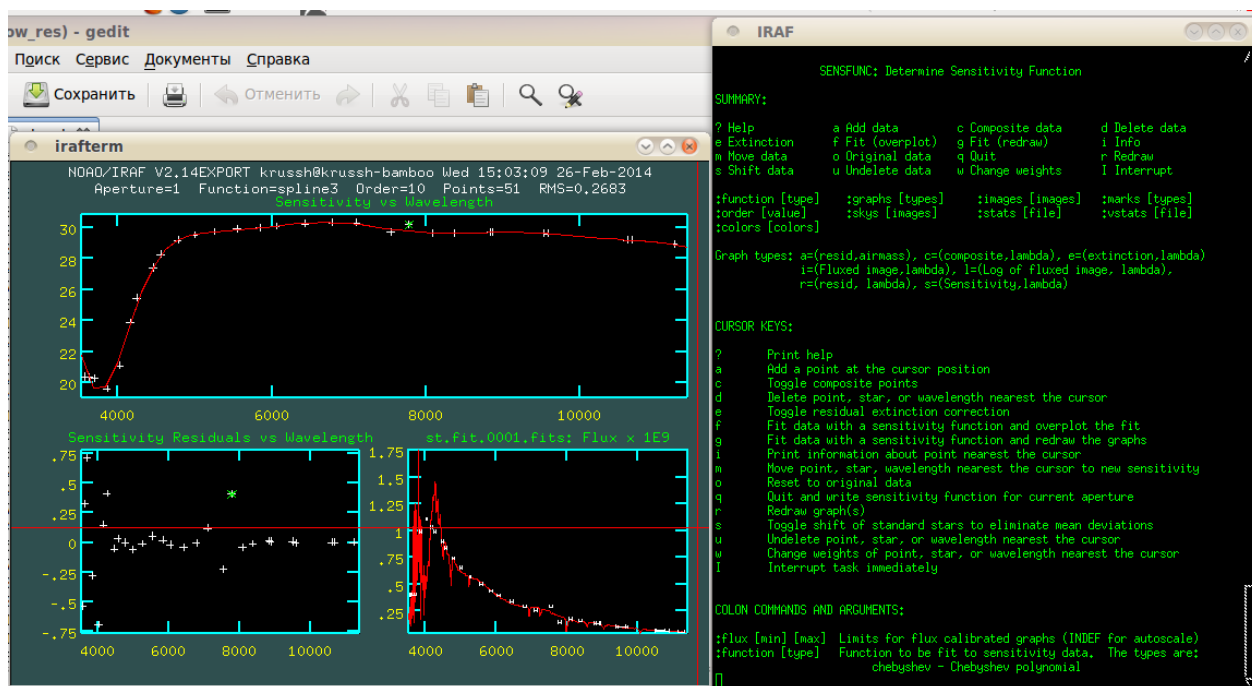 ow_res) - gedit
Поиск Сервис Документы Справка
Сохранить Отменить
irafterm
NOAO/IRAF V2.14EXPORT krussh@krussh-bamboo Wed 15:03:09 26-Feb-2014
Aperture=1 Function=spline3 Order=10 Points=51 RMS=0.2683
Sensitivity vs Wavelength
30
28
26
24
22
20
4000 6000 8000 10000
Sensitivity Residuals vs Wavelength
.75
.5
.25
0
-.25
-.5
-.75
4000 6000 8000 10000
st.fit.0001.fits: Flux x 1E9
1.75
1.5
1.25
1
.75
.5
.25
4000 6000 8000 10000
IRAF
SENSFUNC: Determine Sensitivity Function
SUMMARY:
? Help a Add data c Composite data d Delete data
e Extinction f Fit (overplot) g Fit (redraw) i Info
m Move data o Original data q Quit r Redraw
s Shift data u Undelete data w Change weights I Interrupt
:function [type] :graphs [types] :images [images] :marks [types]
:order [value] :skys [images] :stats [file] :vstats [file]
:colors [colors]
Graph types: a=(resid,airmass), c=(composite,lambda), e=(extinction,lambda)
i=(Fluxed image,lambda), l=(Log of fluxed image, lambda),
r=(resid, lambda), s=(Sensitivity,lambda)
CURSOR KEYS:
? Print help
a Add a point at the cursor position
c Toggle composite points
d Delete point, star, or wavelength nearest the cursor
e Toggle residual extinction correction
f Fit data with a sensitivity function and overplot the fit
g Fit data with a sensitivity function and redraw the graphs
i Print information about point nearest the cursor
m Move point, star, wavelength nearest the cursor to new sensitivity
o Reset to original data
q Quit and write sensitivity function for current aperture
r Redraw graph(s)
s Toggle shift of standard stars to eliminate mean deviations
u Undelete point, star, or wavelength nearest the cursor
w Change weights of point, star, or wavelength nearest the cursor
I Interrupt task immediately
COLON COMMANDS AND ARGUMENTS:
:flux [min] [max] Limits for flux calibrated graphs (INDEF for autoscale)
:function [type] Function to be fit to sensitivity data. The types are:
chebyshev - Chebyshev polynomial